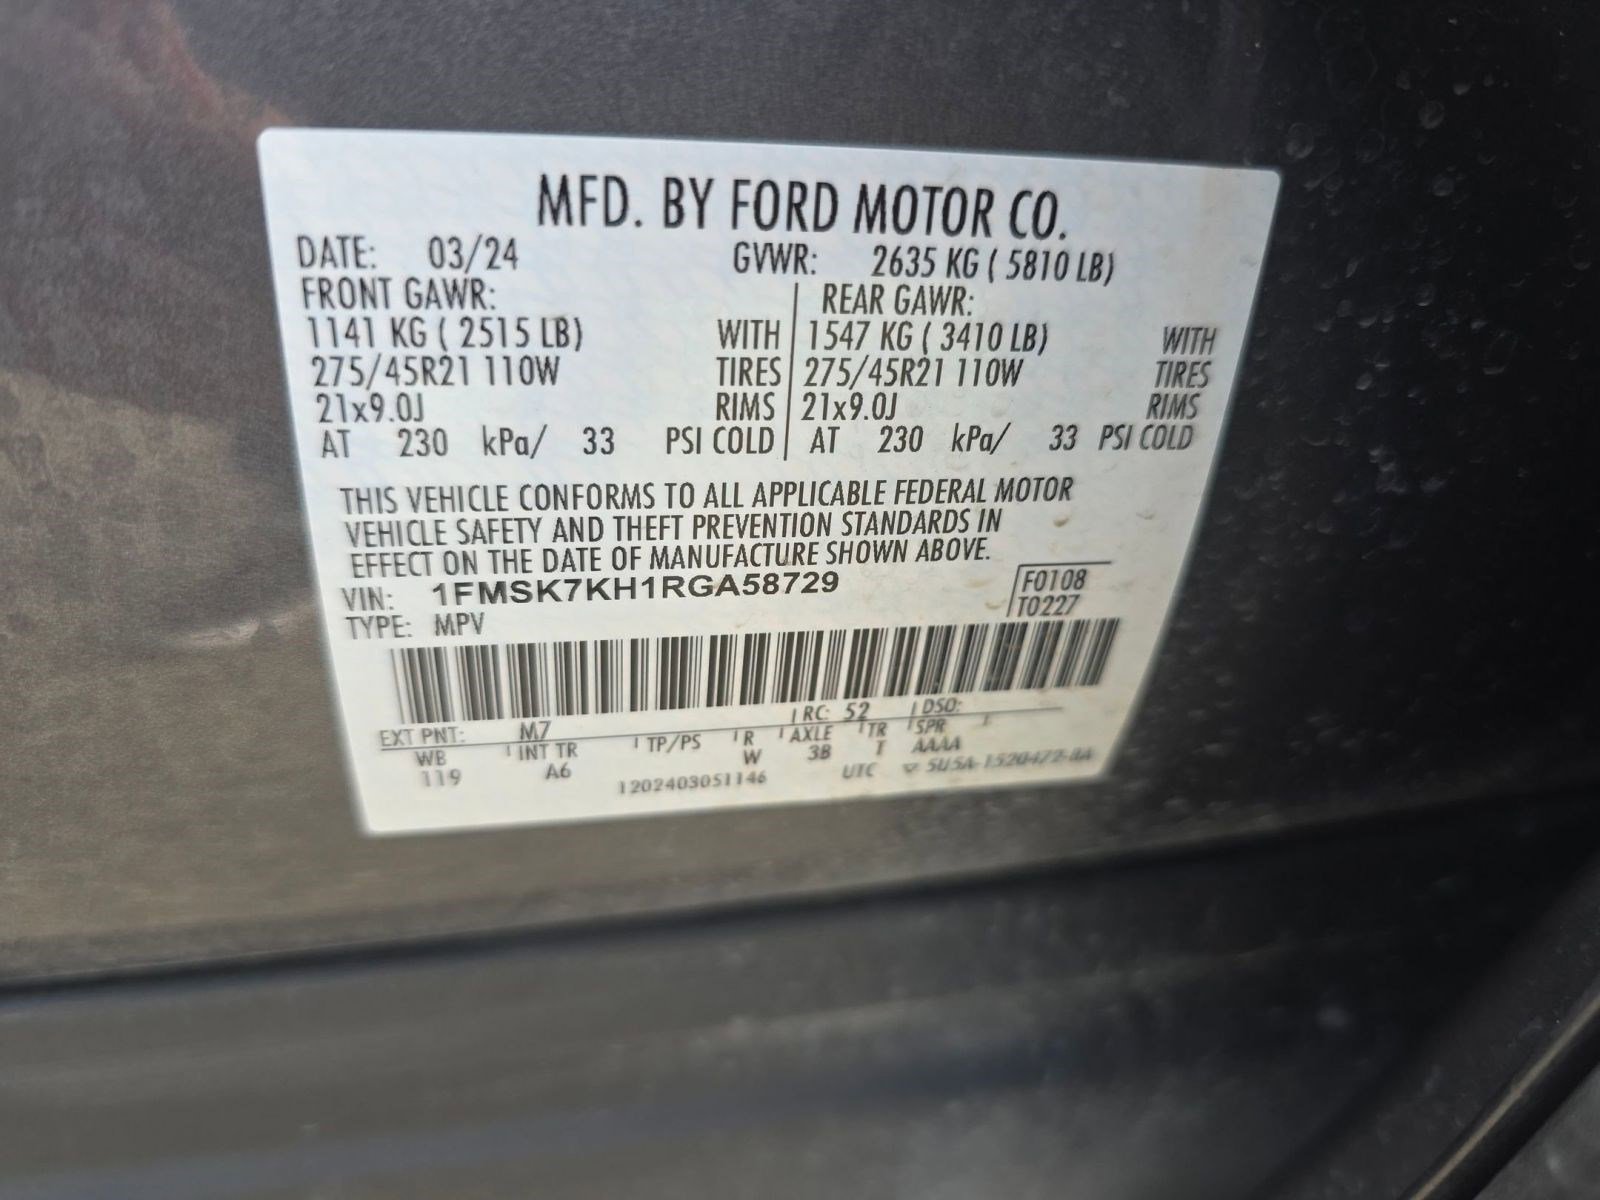 MFD. BY FORD MOTOR CO.
DATE: 03/24 GVWR: 2635 KG ( 5810 LB)
FRONT GAWR: REAR GAWR:
1141 KG ( 2515 LB) WITH 1547 KG ( 3410 LB) WITH
275/45R21 110W TIRES 275/45R21 110W TIRES
21x9.0J RIMS 21x9.0J RIMS
AT 230 kPa/ 33 PSI COLD AT 230 kPa/ 33 PSI COLD
THIS VEHICLE CONFORMS TO ALL APPLICABLE FEDERAL MOTOR
VEHICLE SAFETY AND THEFT PREVENTION STANDARDS IN
EFFECT ON THE DATE OF MANUFACTURE SHOWN ABOVE.
VIN: 1FMSK7KH1RGA58729 F0108
TYPE: MPV T0227
EXT PNT: M7 RC: 52 DSO:
WB INT TR TP/PS R AXLE TR SPR
119 A6 W 3B T AAAA
1202403051146 UTC